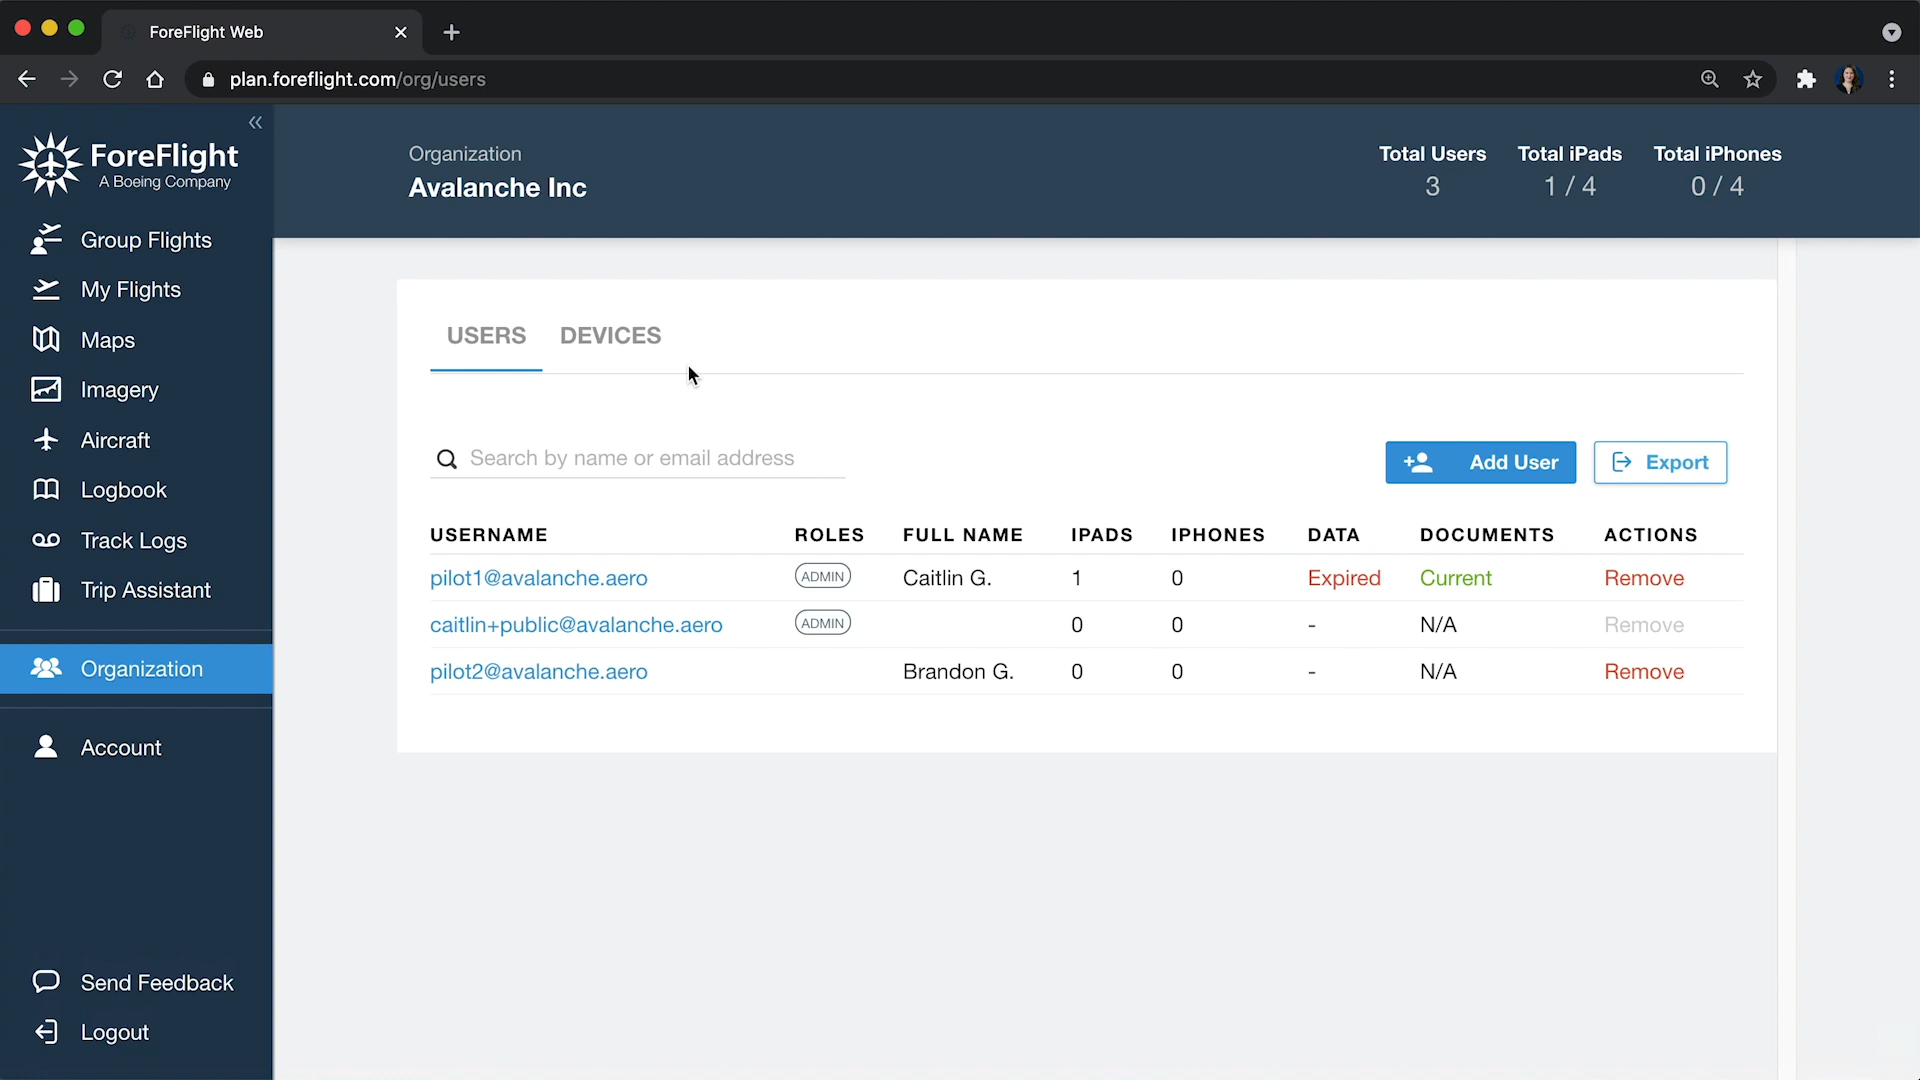 ForeFlight Web
plan.foreflight.com/org/users
ForeFlight
A Boeing Company
Group Flights
My Flights
Maps
Imagery
Aircraft
Logbook
Track Logs
Trip Assistant
Organization
Account
Send Feedback
Logout
Organization
Avalanche Inc
Total Users Total iPads Total iPhones
3 1 / 4 0 / 4
USERS DEVICES
Search by name or email address
Add User Export
USERNAME ROLES FULL NAME IPADS IPHONES DATA DOCUMENTS ACTIONS
pilot1@avalanche.aero ADMIN Caitlin G. 1 0 Expired Current Remove
caitlin+public@avalanche.aero ADMIN 0 0 - N/A Remove
pilot2@avalanche.aero Brandon G. 0 0 - N/A Remove